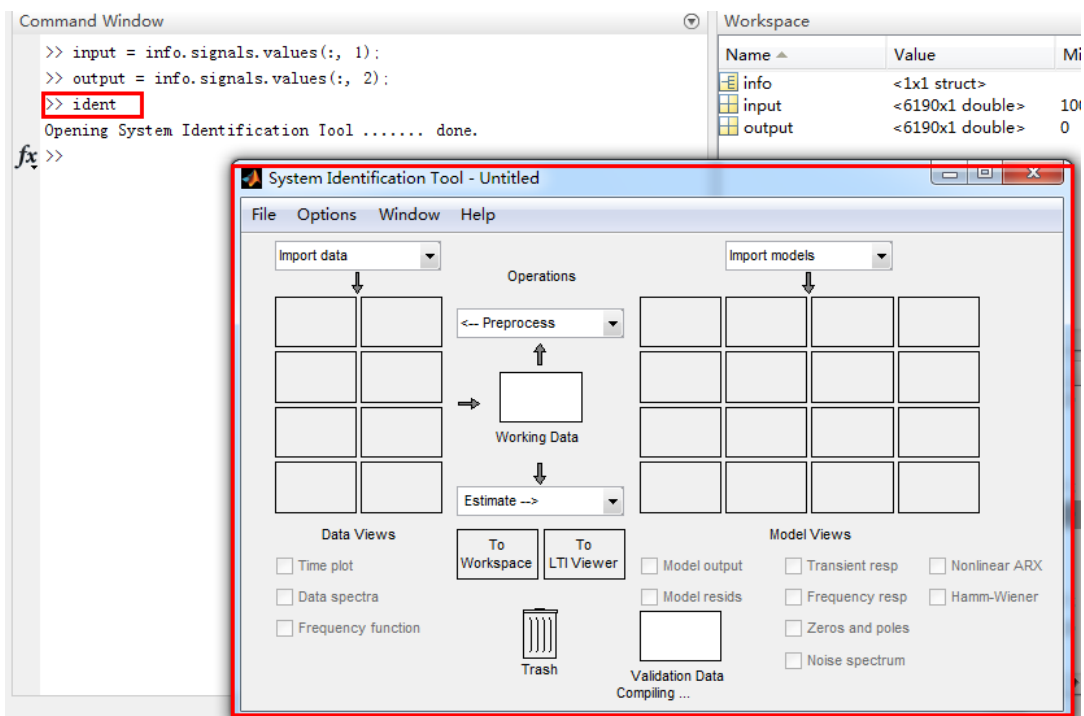 Command Window
>> input = info.signals.values(:, 1);
>> output = info.signals.values(:, 2);
>> ident
Opening System Identification Tool ....... done.
fx >>
Workspace
Name Value Mi
info <1x1 struct>
input <6190x1 double> 100
output <6190x1 double> 0
System Identification Tool - Untitled
File Options Window Help
Import data Import models
Operations
<-- Preprocess
Working Data
Estimate -->
Data Views Model Views
To Workspace
To LTI Viewer
Time plot Model output Transient resp Nonlinear ARX
Data spectra Model resids Frequency resp Hamm-Wiener
Frequency function Zeros and poles
Noise spectrum
Trash
Validation Data
Compiling ...